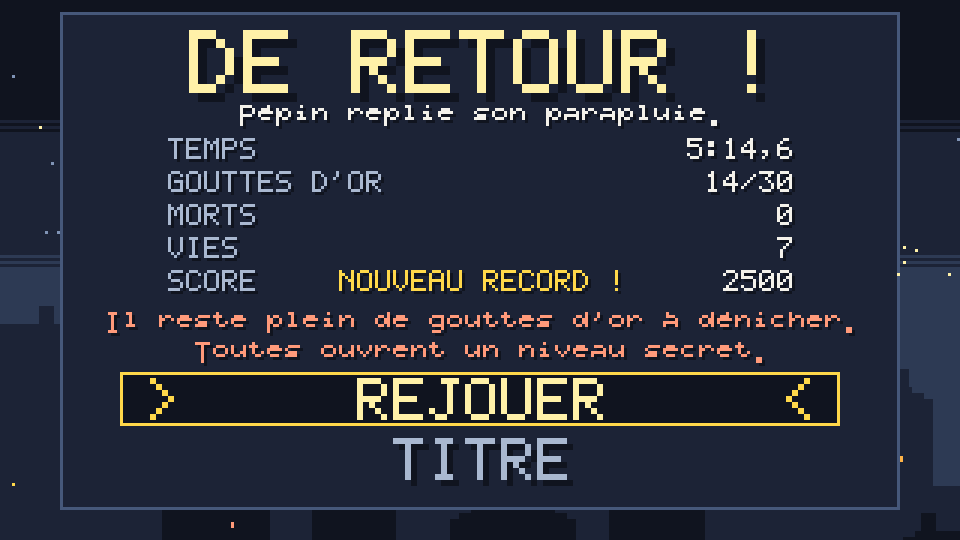 DE RETOUR !
Pépin replie son parapluie.
TEMPS 5:14,6
GOUTTES D'OR 14/30
MORTS 0
VIES 7
SCORE NOUVEAU RECORD ! 2500
Il reste plein de gouttes d'or à dénicher.
Toutes ouvrent un niveau secret.
> REJOUER <
TITRE